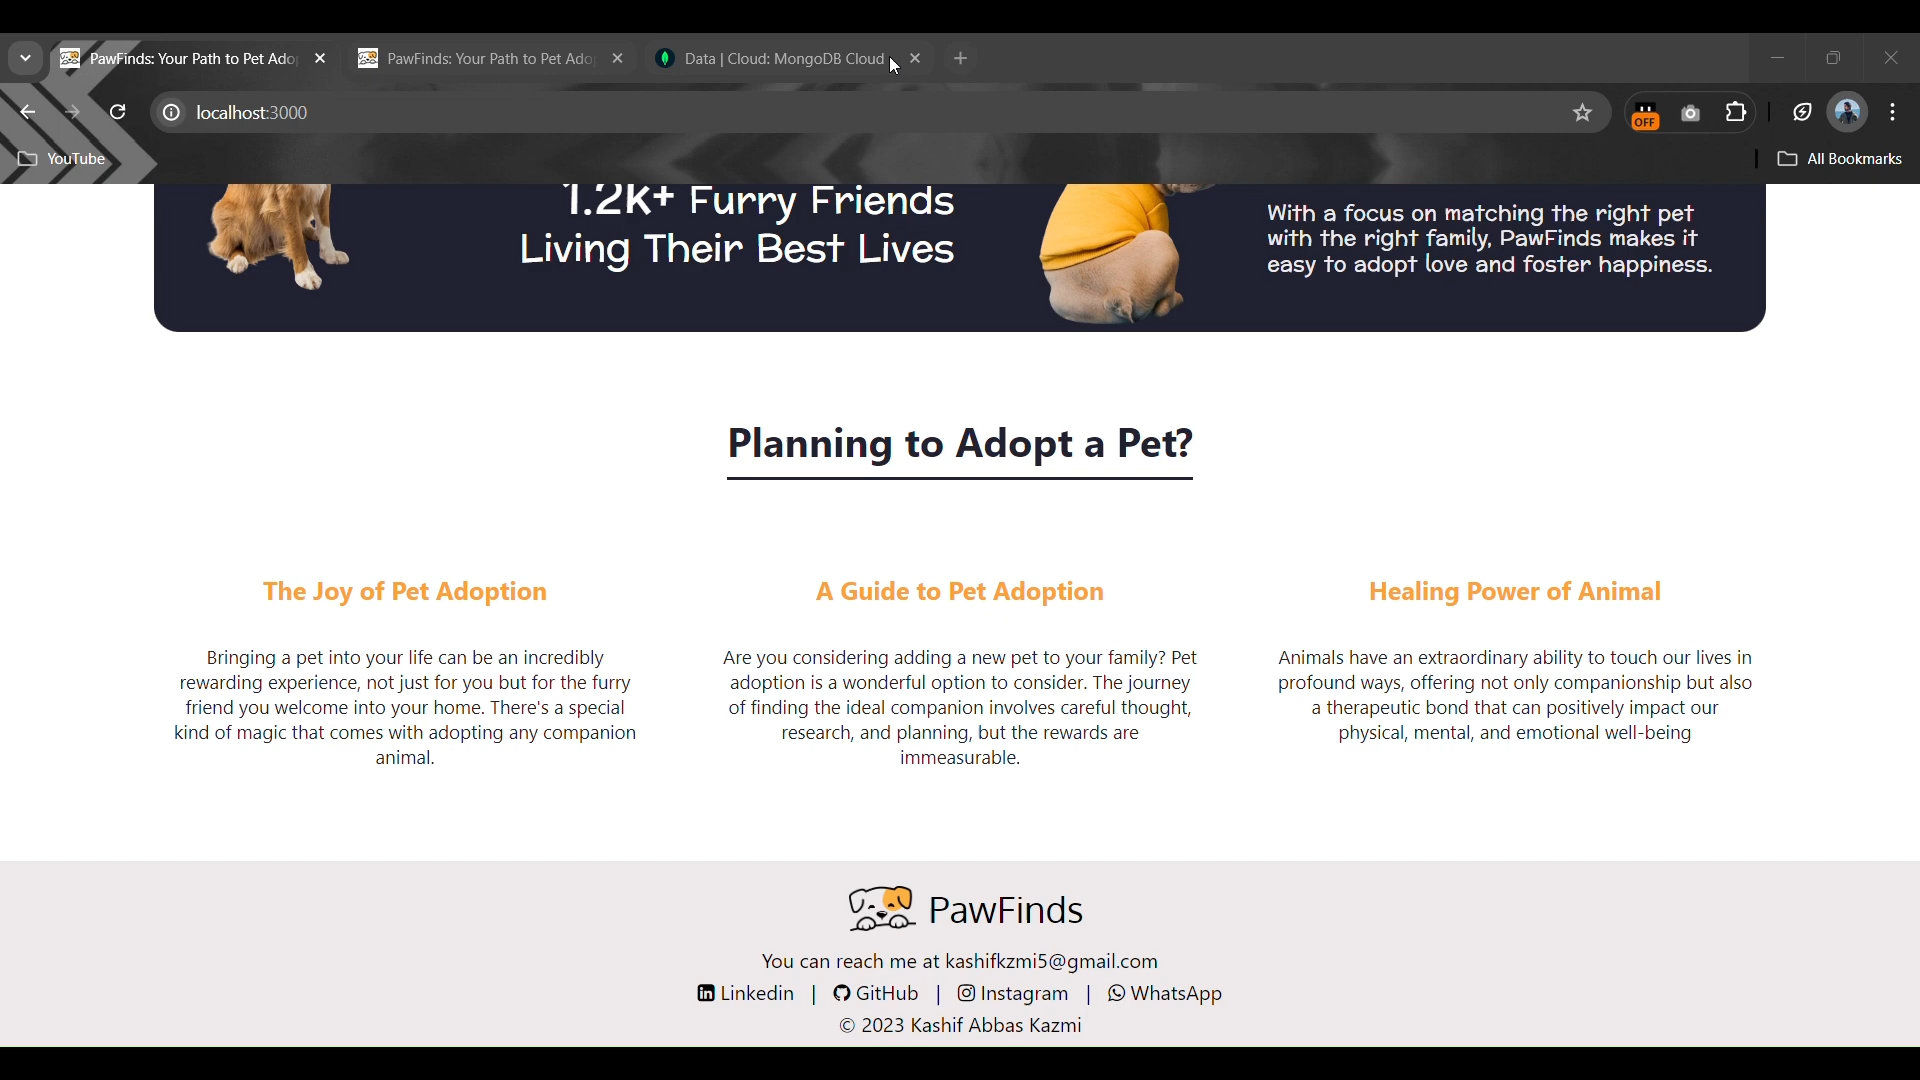 PawFinds: Your Path to Pet Ado
PawFinds: Your Path to Pet Ado
Data | Cloud: MongoDB Cloud
localhost:3000
OFF
YouTube
All Bookmarks
1.2K+ Furry Friends
Living Their Best Lives
With a focus on matching the right pet
with the right family, PawFinds makes it
easy to adopt love and foster happiness.
Planning to Adopt a Pet?
The Joy of Pet Adoption
Bringing a pet into your life can be an incredibly
rewarding experience, not just for you but for the furry
friend you welcome into your home. There's a special
kind of magic that comes with adopting any companion
animal.
A Guide to Pet Adoption
Are you considering adding a new pet to your family? Pet
adoption is a wonderful option to consider. The journey
of finding the ideal companion involves careful thought,
research, and planning, but the rewards are
immeasurable.
Healing Power of Animal
Animals have an extraordinary ability to touch our lives in
profound ways, offering not only companionship but also
a therapeutic bond that can positively impact our
physical, mental, and emotional well-being
PawFinds
You can reach me at kashifkzmi5@gmail.com
Linkedin | GitHub | Instagram | WhatsApp
© 2023 Kashif Abbas Kazmi